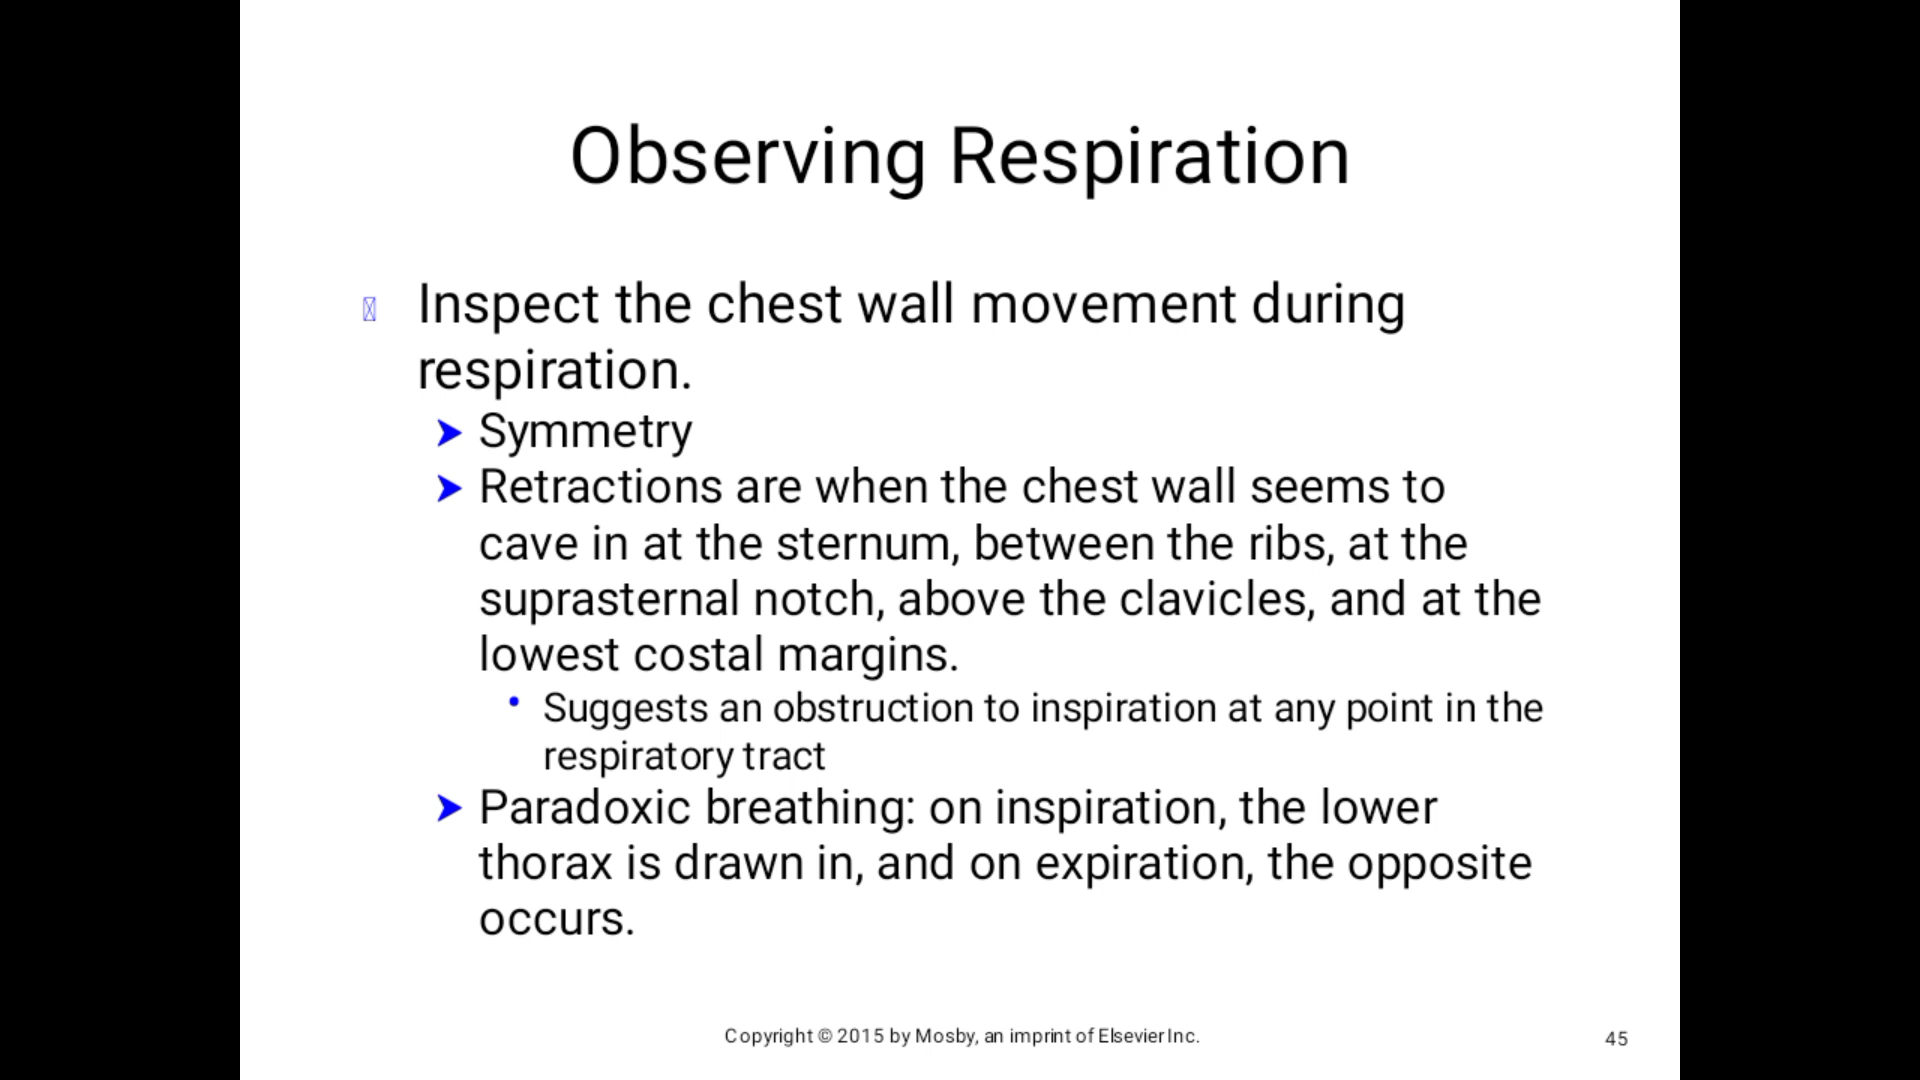 Observing Respiration
Inspect the chest wall movement during
respiration.
➤ Symmetry
➤ Retractions are when the chest wall seems to
cave in at the sternum, between the ribs, at the
suprasternal notch, above the clavicles, and at the
lowest costal margins.
• Suggests an obstruction to inspiration at any point in the
respiratory tract
➤ Paradoxic breathing: on inspiration, the lower
thorax is drawn in, and on expiration, the opposite
occurs.
Copyright © 2015 by Mosby, an imprint of Elsevier Inc.
45